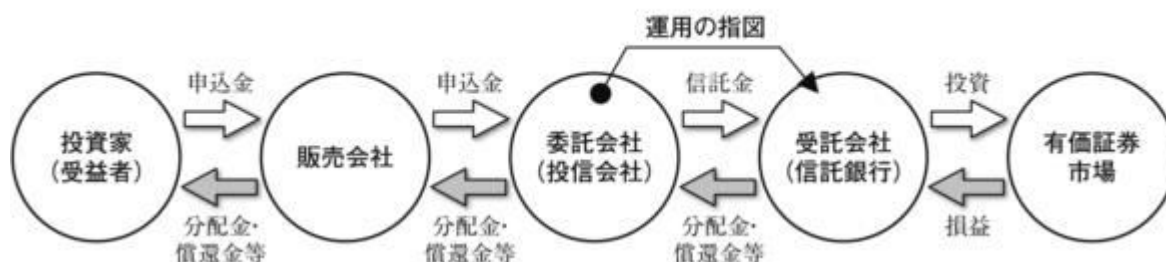 運用の指図
申込金
申込金
信託金
投資
投資家
（受益者）
販売会社
委託会社
（投信会社）
受託会社
（信託銀行）
有価証券
市場
分配金・
償還金等
分配金・
償還金等
分配金・
償還金等
損益